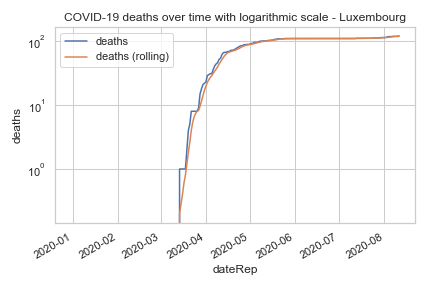 COVID-19 deaths over time with logarithmic scale - Luxembourg
deaths
deaths (rolling)
10²
10¹
10⁰
deaths
2020-01
2020-02
2020-03
2020-04
2020-05
2020-06
2020-07
2020-08
dateRep